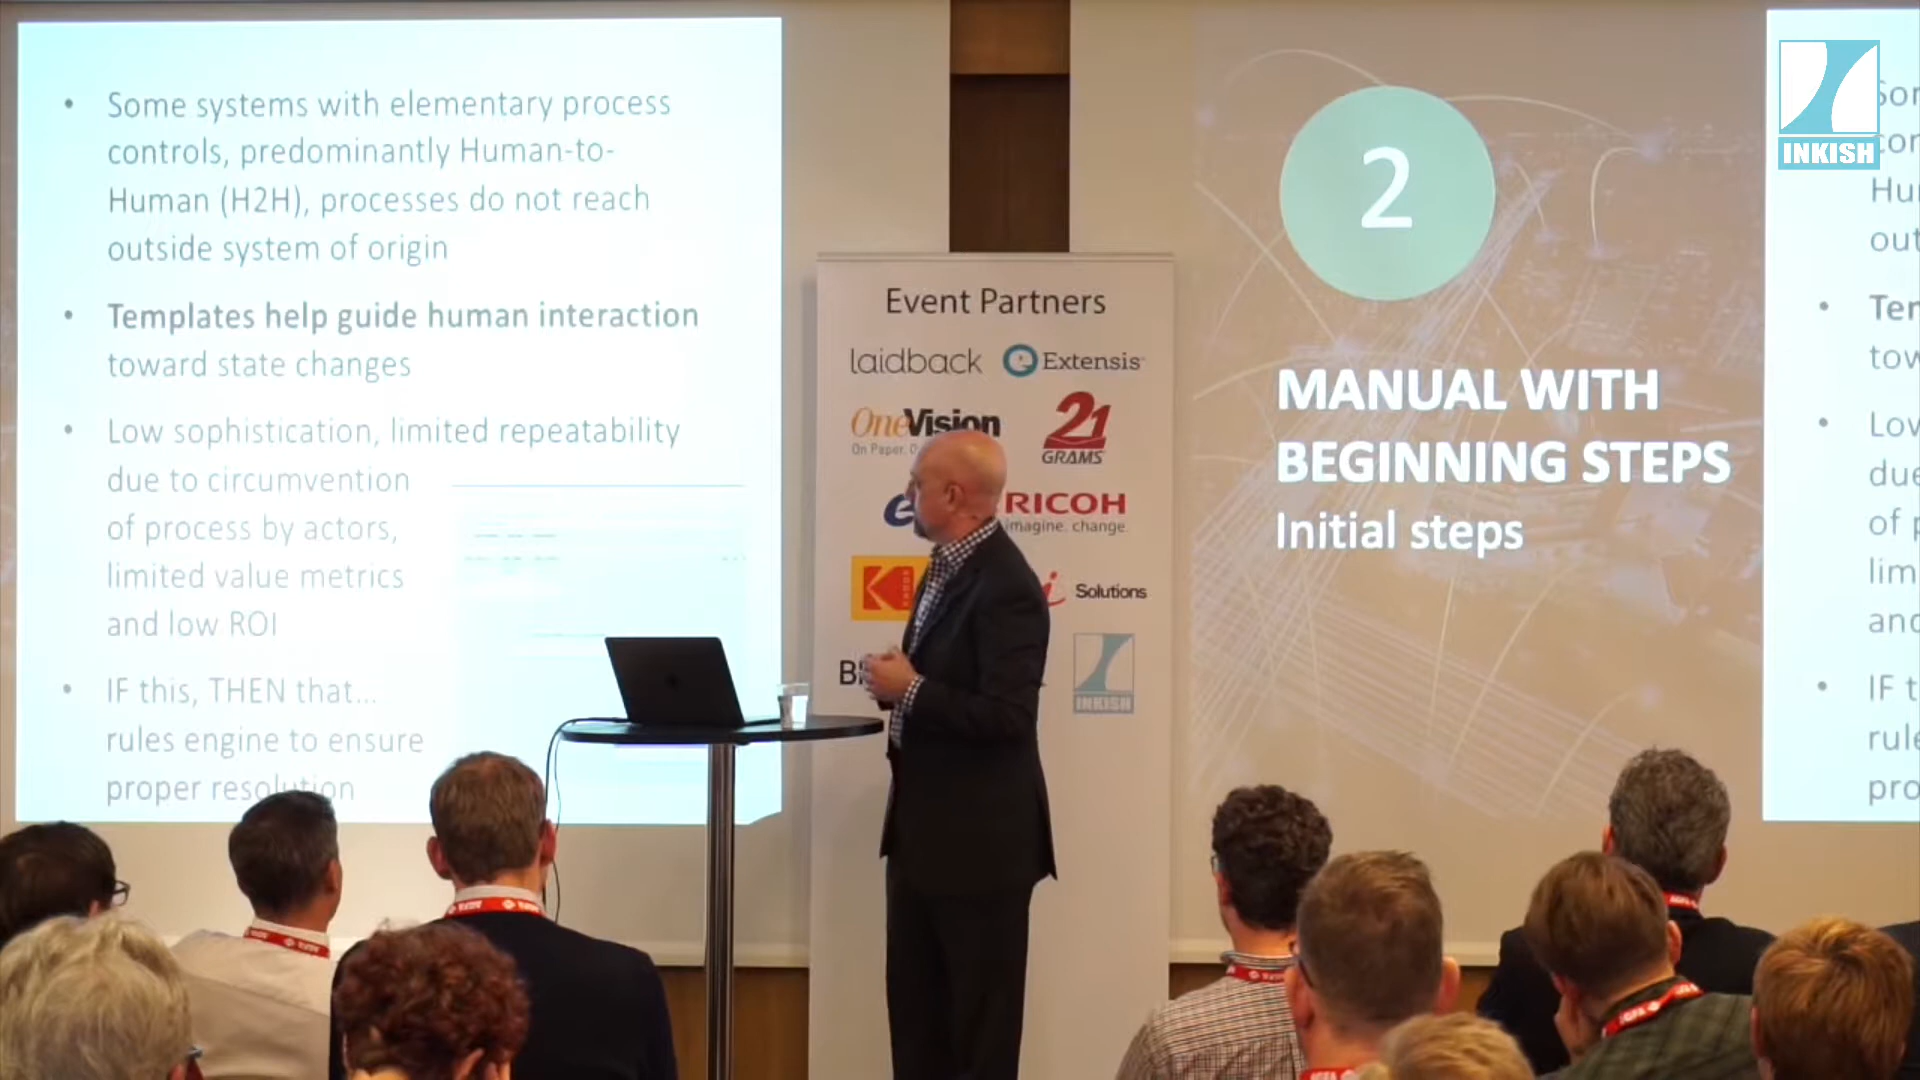 • Some systems with elementary process
controls, predominantly Human-to-
Human (H2H), processes do not reach
outside system of origin
• Templates help guide human interaction
toward state changes
• Low sophistication, limited repeatability
due to circumvention
of process by actors,
limited value metrics
and low ROI
• IF this, THEN that...
rules engine to ensure
proper resolution
Event Partners
laidback
Extensis
OneVision
On Paper.
21
GRAMS
RICOH
imagine. change.
KODAK
Solutions
INKISH
2
MANUAL WITH
BEGINNING STEPS
Initial steps
INKISH